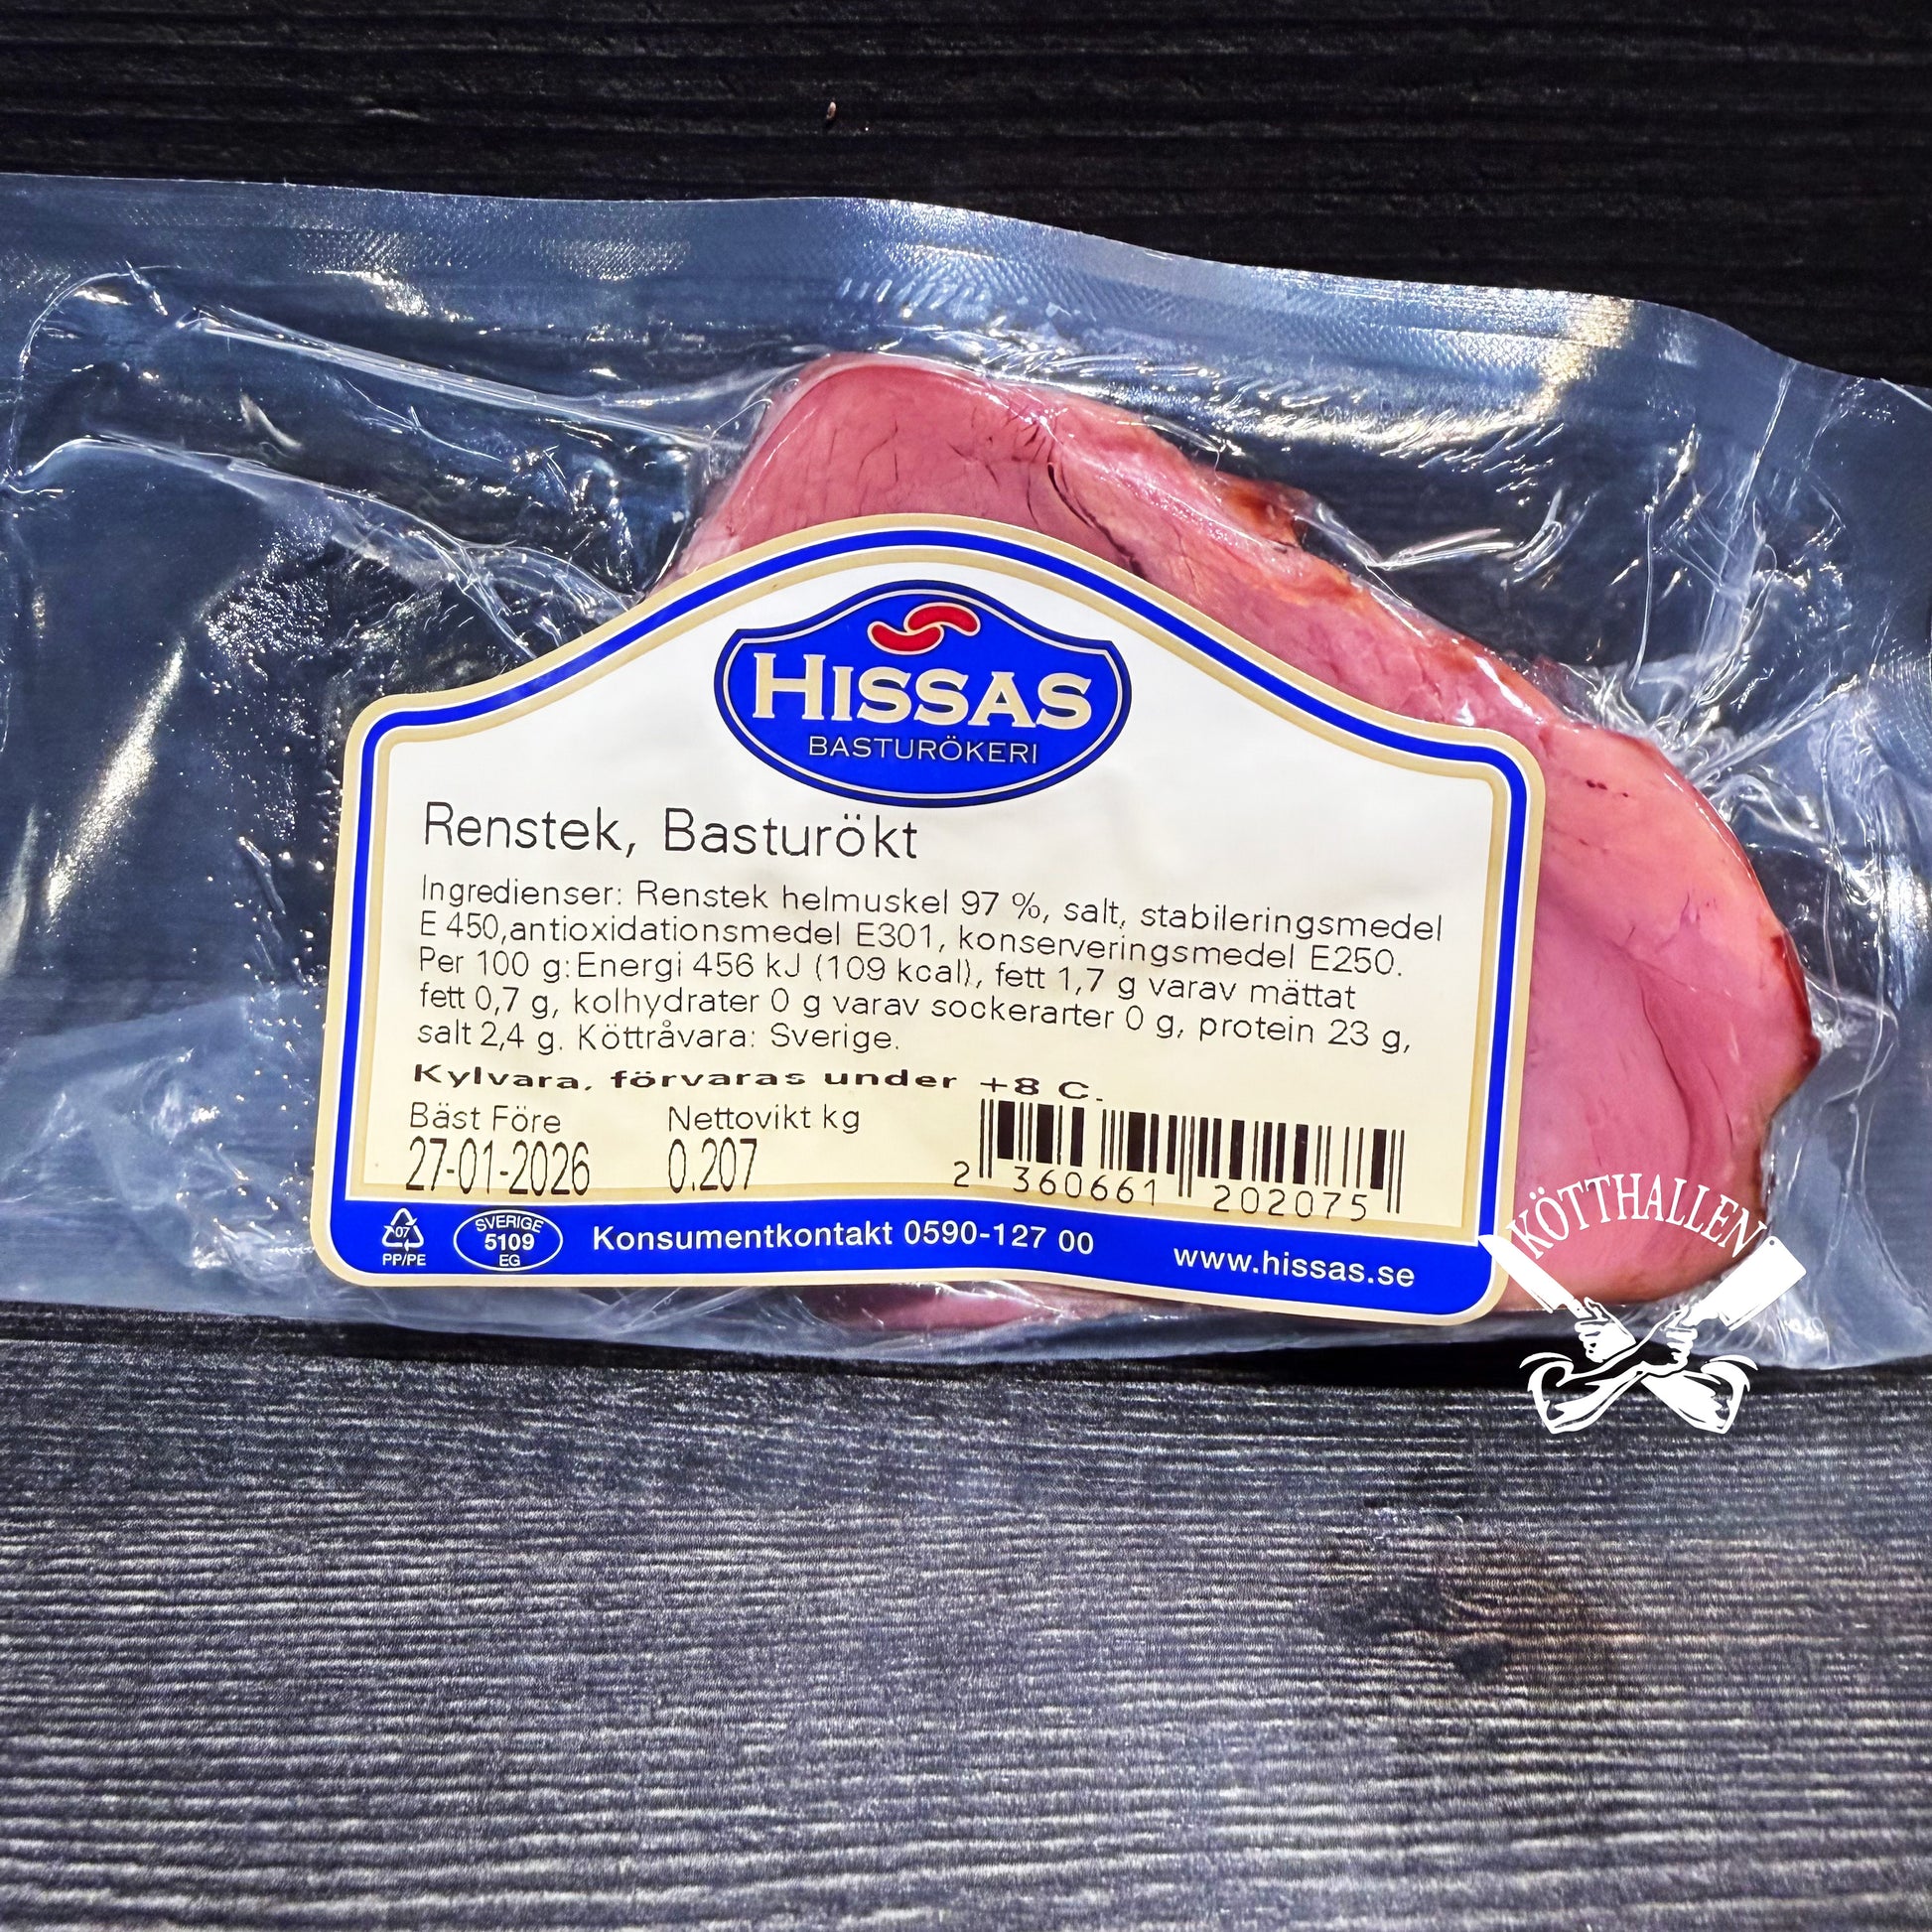 HISSAS
BASTURÖKERI
Renstek, Basturökt
Ingredienser: Renstek helmuskel 97 %, salt, stabileringsmedel
E 450,antioxidationsmedel E301, konserveringsmedel E250.
Per 100 g:Energi 456 kJ (109 kcal), fett 1,7 g varav mättat
fett 0,7 g, kolhydrater 0 g varav sockerarter 0 g, protein 23 g,
salt 2,4 g. Köttråvara: Sverige.
Kylvara, förvaras under +8 C.
Bäst Före Nettovikt kg
27-01-2026 0.207
2 360661 202075
07
PP/PE
SVERIGE
5109
EG
Konsumentkontakt 0590-127 00
www.hissas.se
KÖTTHALLEN